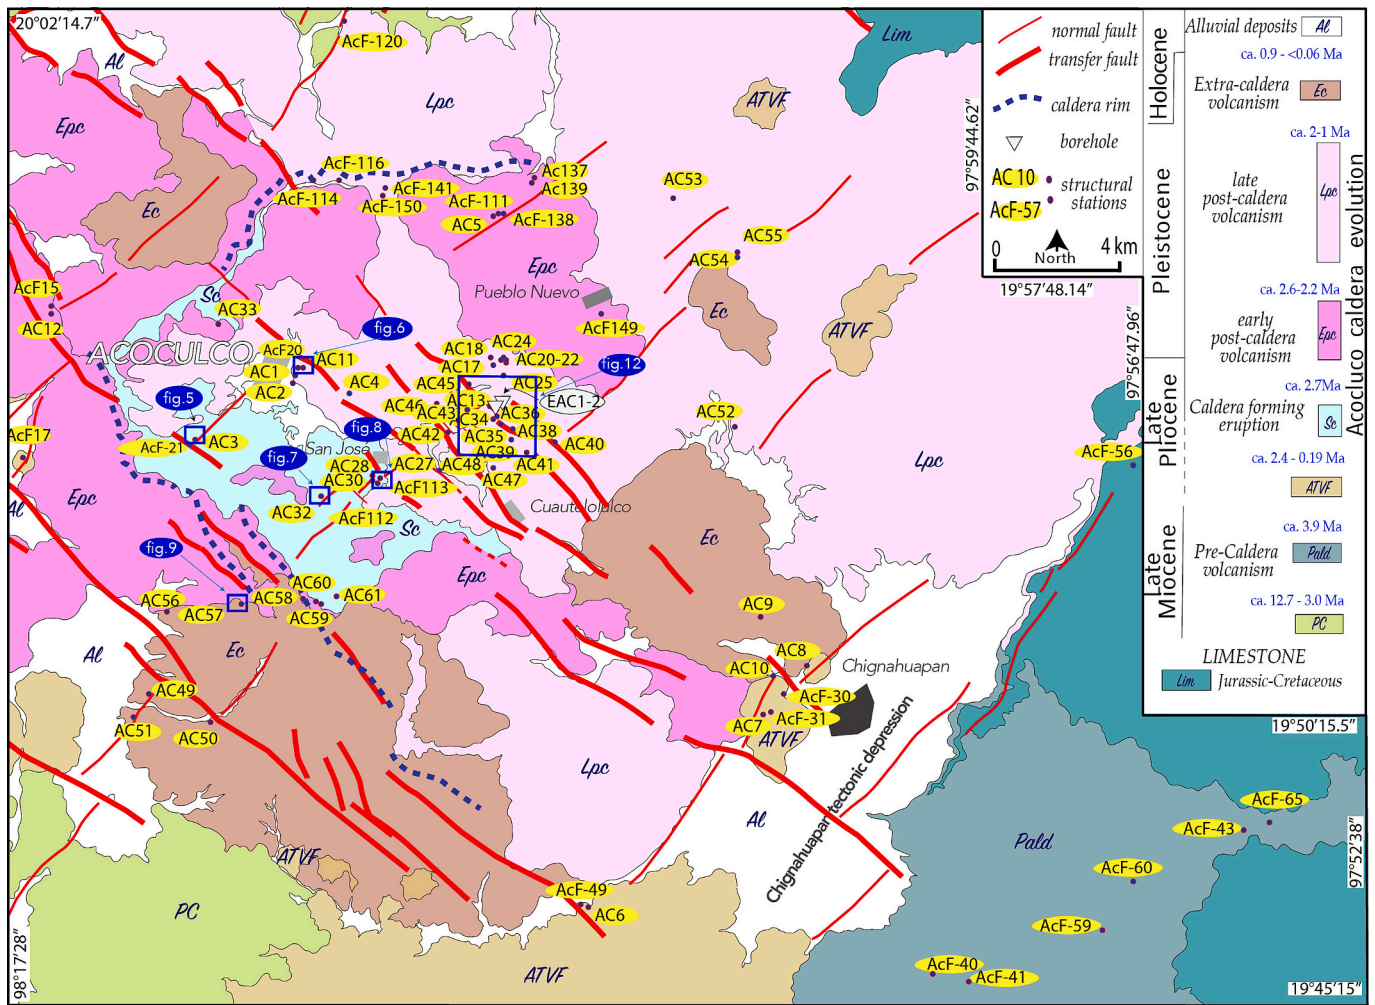 20°02'14.7"
AcF-120
Al
Lpc
Epc
Ec
Lim
ATVF
AcF-116
AcF-114
AcF-141
AcF-150
AcF-111
AC5
AcF-138
Ac137
Ac139
AC53
AC55
AC54
Epc
Pueblo Nuevo
AcF149
Ec
ATVF
AcF15
AC12
Sc
AC33
ACOCULCO
AcF20
AC11
AC1
AC2
fig.6
AC4
AC18
AC24
AC17
AC20-22
AC45
AC25
fig.12
EAC1-2
AC46
AC13
AC43
AC34
AC36
AC42
AC35
AC38
AC39
AC40
AC48
AC41
AC47
AC52
fig.5
AcF-21
AC3
fig.8
San José
fig.7
AC28
AC27
AC30
AcF113
AC32
AcF112
Sc
Cuautelolulco
AcF17
Al
Epc
Lpc
AcF-56
Ec
fig.9
Epc
AC56
AC57
AC58
AC60
AC59
AC61
AC9
Al
Ec
AC8
AC10
Chignahuapan
AcF-30
AcF-31
AC7
ATVF
AC49
AC51
AC50
Lpc
Al
Chignahuapan tectonic depression
Pald
AcF-65
AcF-43
AcF-60
AcF-59
AcF-40
AcF-41
ATVF
PC
AcF-49
AC6
ATVF
98°17'28"
19°45'15"
97°52'38"
19°50'15.5"
97°56'47.96"
19°57'48.14"
97°59'44.62"
normal fault
transfer fault
caldera rim
borehole
AC 10
AcF-57
structural
stations
0
4 km
North
Holocene
Pleistocene
Late
Pliocene
Late
Miocene
Alluvial deposits
Al
ca. 0.9 - <0.06 Ma
Extra-caldera
volcanism
Ec
ca. 2-1 Ma
late
post-caldera
volcanism
Lpc
ca. 2.6-2.2 Ma
early
post-caldera
volcanism
Epc
ca. 2.7Ma
Caldera forming
eruption
Sc
ca. 2.4 - 0.19 Ma
ATVF
ca. 3.9 Ma
Pre-Caldera
volcanism
Pald
ca. 12.7 - 3.0 Ma
PC
LIMESTONE
Lim
Jurassic-Cretaceous
Acocluco caldera evolution